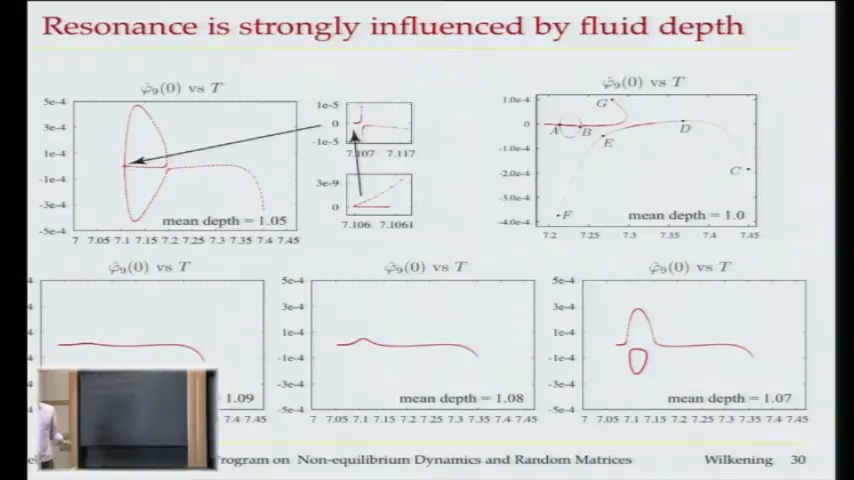 Resonance is strongly influenced by fluid depth
φ̂₉(0) vs T
5e-4
3e-4
1e-4
-1e-4
-3e-4
-5e-4
mean depth = 1.05
7 7.05 7.1 7.15 7.2 7.25 7.3 7.35 7.4 7.45
1e-5
0
-1e-5
7.107 7.117
3e-9
0
7.106 7.1061
φ̂₉(0) vs T
1.0e-4
0
-1.0e-4
-2.0e-4
-3.0e-4
-4.0e-4
G
A
B
E
D
C
F
mean depth = 1.0
7.2 7.25 7.3 7.35 7.4 7.45
φ̂₉(0) vs T
1.09
7.4 7.45
φ̂₉(0) vs T
5e-4
3e-4
1e-4
-1e-4
-3e-4
-5e-4
mean depth = 1.08
7 7.05 7.1 7.15 7.2 7.25 7.3 7.35 7.4 7.45
φ̂₉(0) vs T
5e-4
3e-4
1e-4
-1e-4
-3e-4
-5e-4
mean depth = 1.07
7 7.05 7.1 7.15 7.2 7.25 7.3 7.35 7.4 7.45
rogram on Non-equilibrium Dynamics and Random Matrices Wilkening 30